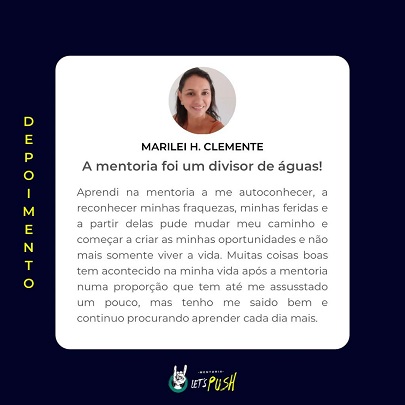 DEPOIMENTO
MARILEI H. CLEMENTE
A mentoria foi um divisor de águas!
Aprendi na mentoria a me autoconhecer, a
reconhecer minhas fraquezas, minhas feridas e
a partir delas pude mudar meu caminho e
começar a criar as minhas oportunidades e não
mais somente viver a vida. Muitas coisas boas
tem acontecido na minha vida após a mentoria
numa proporção que tem até me assusstado
um pouco, mas tenho me saido bem e
continuo procurando aprender cada dia mais.
MENTORIA
LET'S PUSH